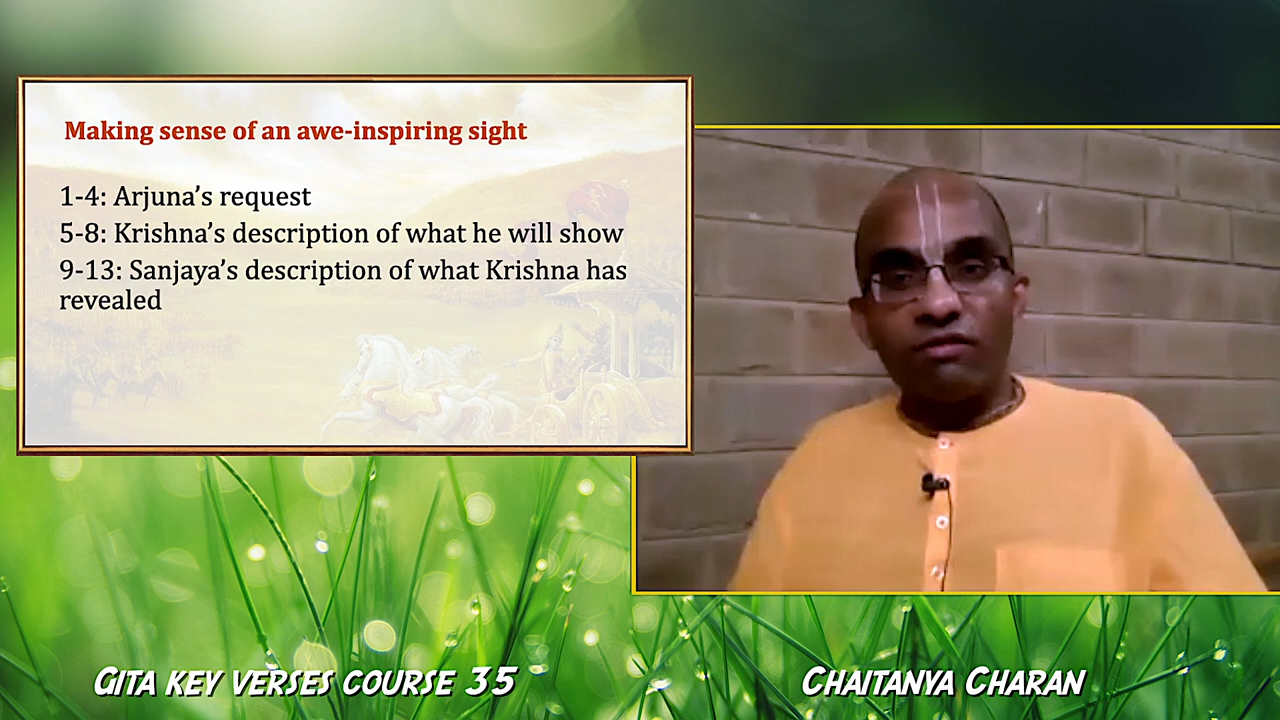 Making sense of an awe-inspiring sight
1-4: Arjuna’s request
5-8: Krishna’s description of what he will show
9-13: Sanjaya’s description of what Krishna has
revealed
GITA KEY VERSES COURSE 35
CHAITANYA CHARAN